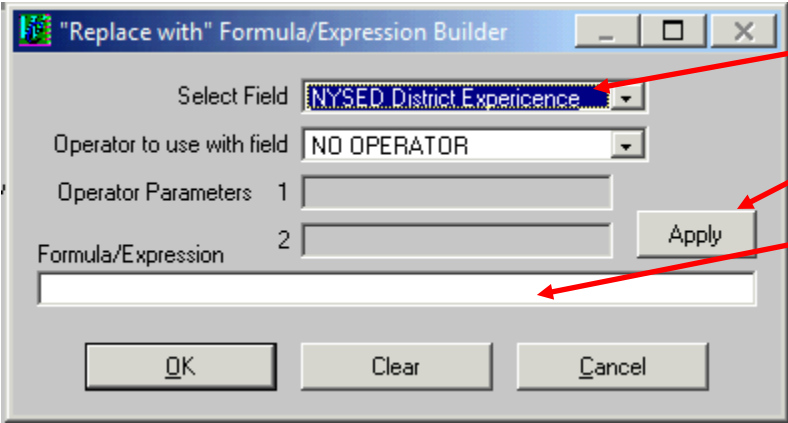 "Replace with" Formula/Expression Builder
Select Field NYSED District Expericence
Operator to use with field NO OPERATOR
Operator Parameters 1
2
Apply
Formula/Expression
OK Clear Cancel